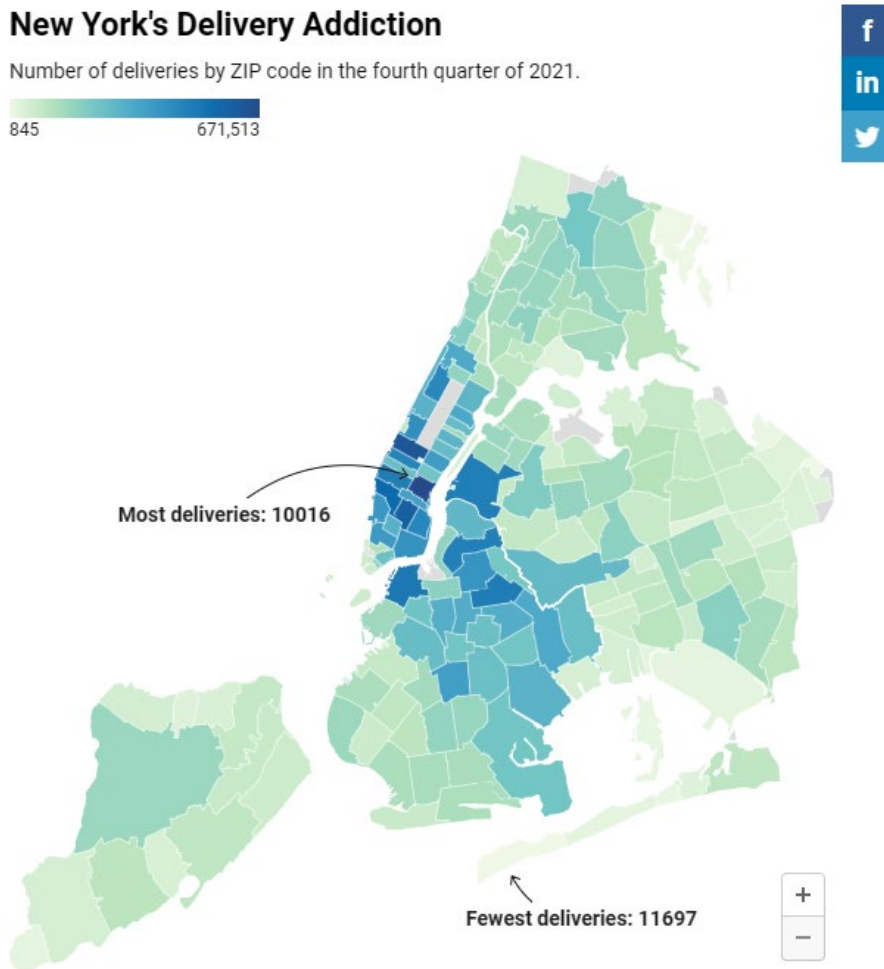 New York's Delivery Addiction
Number of deliveries by ZIP code in the fourth quarter of 2021.
845 671,513
f
in
Most deliveries: 10016
Fewest deliveries: 11697
+
−